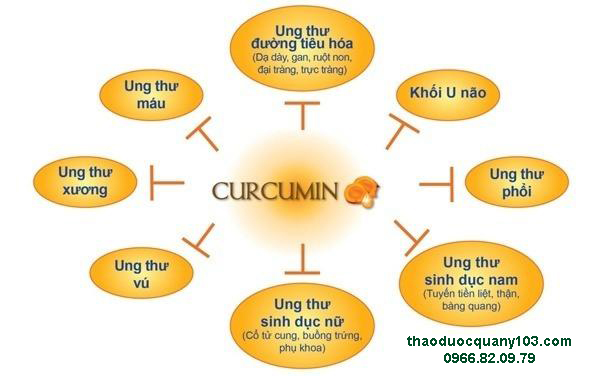 Ung thư
đường tiêu hóa
(Dạ dày, gan, ruột non,
đại tràng, trực tràng)
Ung thư
máu
Khối U não
Ung thư
xương
CURCUMIN
Ung thư
phổi
Ung thư
vú
Ung thư
sinh dục nữ
(Cổ tử cung, buồng trứng,
phụ khoa)
Ung thư
sinh dục nam
(Tuyến tiền liệt, thận,
bàng quang)
thaoduocquany103.com
0966.82.09.79